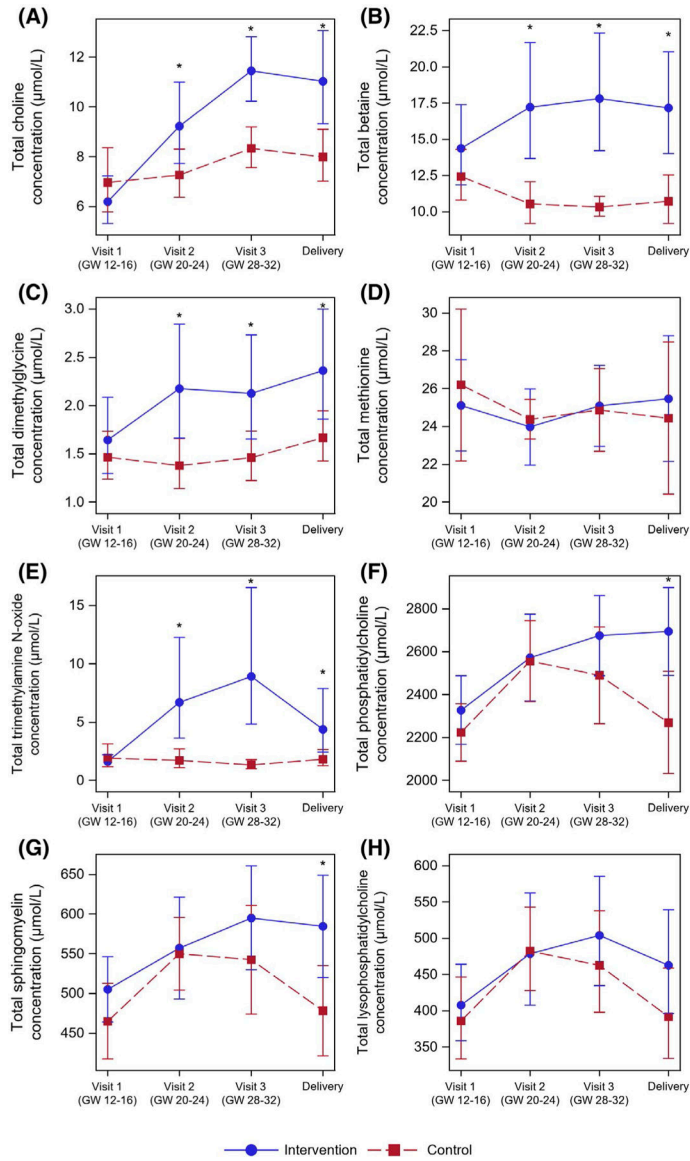 (A)
Total choline
concentration (µmol/L)
12
10
8
6
*
*
*
Visit 1
(GW 12-16)
Visit 2
(GW 20-24)
Visit 3
(GW 28-32)
Delivery
(B)
Total betaine
concentration (µmol/L)
22.5
20.0
17.5
15.0
12.5
10.0
*
*
*
Visit 1
(GW 12-16)
Visit 2
(GW 20-24)
Visit 3
(GW 28-32)
Delivery
(C)
Total dimethylglycine
concentration (µmol/L)
3.0
2.5
2.0
1.5
1.0
*
*
*
Visit 1
(GW 12-16)
Visit 2
(GW 20-24)
Visit 3
(GW 28-32)
Delivery
(D)
Total methionine
concentration (µmol/L)
30
28
26
24
22
20
Visit 1
(GW 12-16)
Visit 2
(GW 20-24)
Visit 3
(GW 28-32)
Delivery
(E)
Total trimethylamine N-oxide
concentration (µmol/L)
15
10
5
0
*
*
*
Visit 1
(GW 12-16)
Visit 2
(GW 20-24)
Visit 3
(GW 28-32)
Delivery
(F)
Total phosphatidylcholine
concentration (µmol/L)
2800
2600
2400
2200
2000
*
Visit 1
(GW 12-16)
Visit 2
(GW 20-24)
Visit 3
(GW 28-32)
Delivery
(G)
Total sphingomyelin
concentration (µmol/L)
650
600
550
500
450
*
Visit 1
(GW 12-16)
Visit 2
(GW 20-24)
Visit 3
(GW 28-32)
Delivery
(H)
Total lysophosphatidylcholine
concentration (µmol/L)
600
550
500
450
400
350
Visit 1
(GW 12-16)
Visit 2
(GW 20-24)
Visit 3
(GW 28-32)
Delivery
Intervention
Control